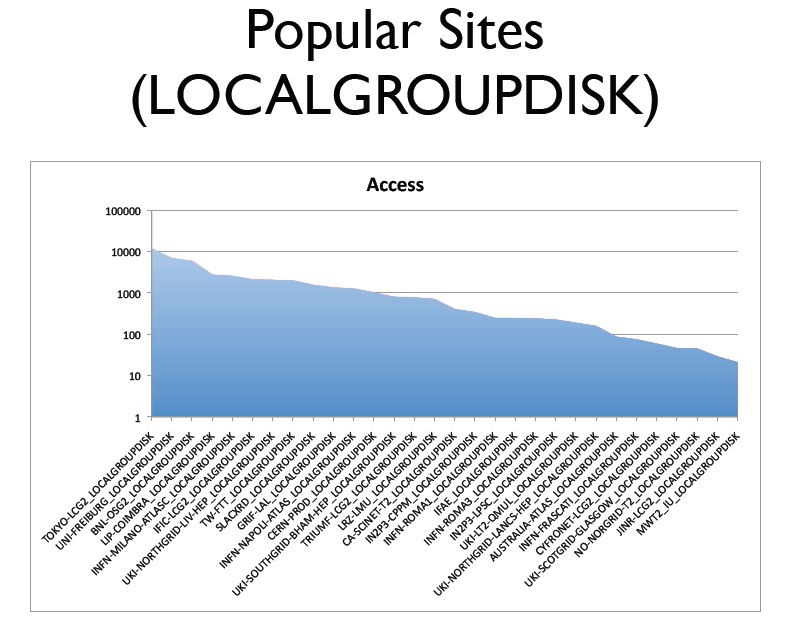 Popular Sites
(LOCALGROUPDISK)
Access
100000
10000
1000
100
10
1
TOKYO-LCG2_LOCALGROUPDISK
UNI-FREIBURG_LOCALGROUPDISK
BNL-OSG2_LOCALGROUPDISK
LIP-COIMBRA_LOCALGROUPDISK
INFN-MILANO-ATLASC_LOCALGROUPDISK
IFIC-LCG2_LOCALGROUPDISK
UKI-NORTHGRID-LIV-HEP_LOCALGROUPDISK
TW-FTT_LOCALGROUPDISK
SLACXRD_LOCALGROUPDISK
GRIF-LAL_LOCALGROUPDISK
INFN-NAPOLI-ATLAS_LOCALGROUPDISK
CERN-PROD_LOCALGROUPDISK
UKI-SOUTHGRID-BHAM-HEP_LOCALGROUPDISK
TRIUMF-LCG2_LOCALGROUPDISK
LRZ-LMU_LOCALGROUPDISK
CA-SCINET-T2_LOCALGROUPDISK
IN2P3-CPPM_LOCALGROUPDISK
INFN-ROMA1_LOCALGROUPDISK
IFAE_LOCALGROUPDISK
INFN-ROMA3_LOCALGROUPDISK
IN2P3-LPSC_LOCALGROUPDISK
UKI-LT2-QMUL_LOCALGROUPDISK
UKI-NORTHGRID-LANCS-HEP_LOCALGROUPDISK
AUSTRALIA-ATLAS_LOCALGROUPDISK
INFN-FRASCATI_LOCALGROUPDISK
CYFRONET-LCG2_LOCALGROUPDISK
UKI-SCOTGRID-GLASGOW_LOCALGROUPDISK
NO-NORGRID-T2_LOCALGROUPDISK
JINR-LCG2_LOCALGROUPDISK
MWT2_IU_LOCALGROUPDISK